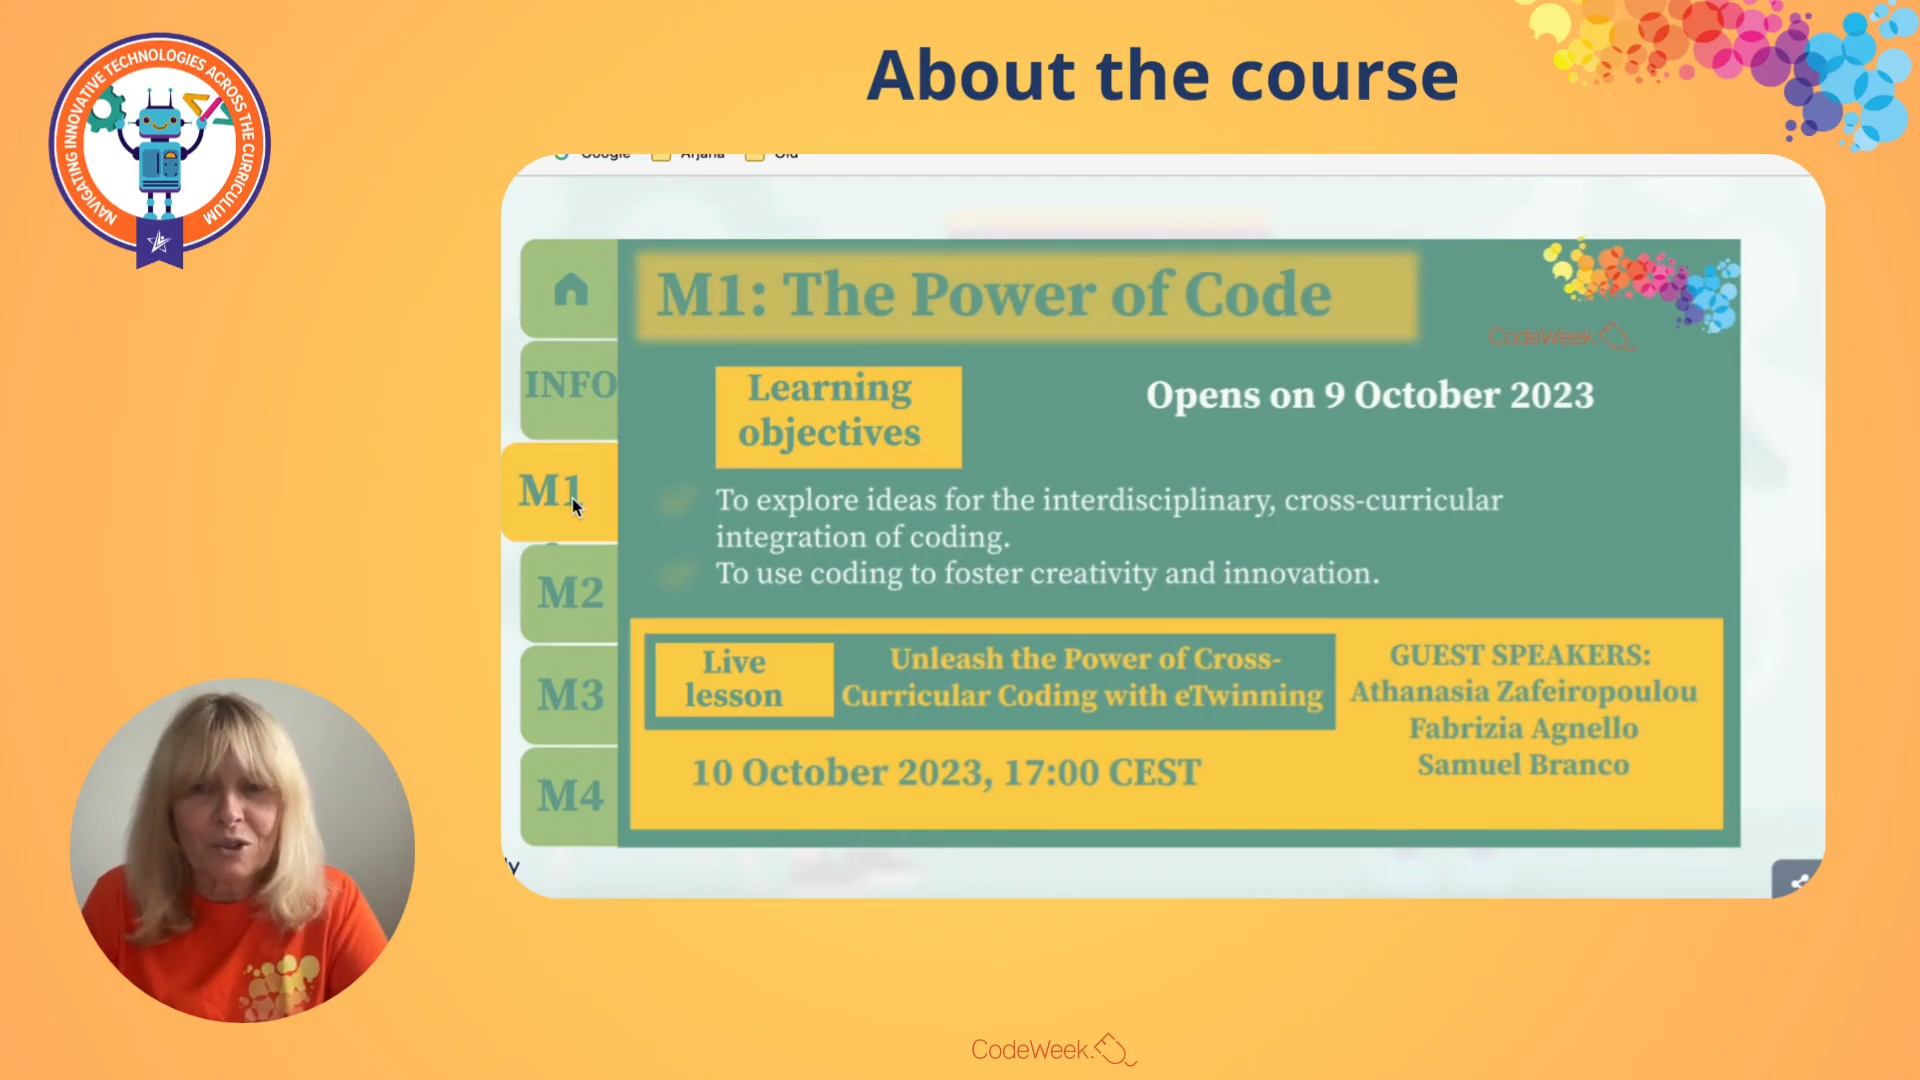 About the course
NAVIGATING INNOVATIVE TECHNOLOGIES ACROSS THE CURRICULUM
Google Arjana Old
M1: The Power of Code
CodeWeek
INFO
Learning
objectives
Opens on 9 October 2023
M1
To explore ideas for the interdisciplinary, cross-curricular
integration of coding.
To use coding to foster creativity and innovation.
M2
M3
M4
Live
lesson
Unleash the Power of Cross-
Curricular Coding with eTwinning
10 October 2023, 17:00 CEST
GUEST SPEAKERS:
Athanasia Zafeiropoulou
Fabrizia Agnello
Samuel Branco
CodeWeek